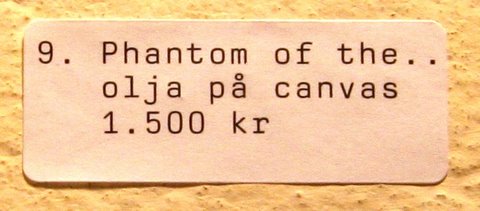 9. Phantom of the..
olja på canvas
1.500 kr